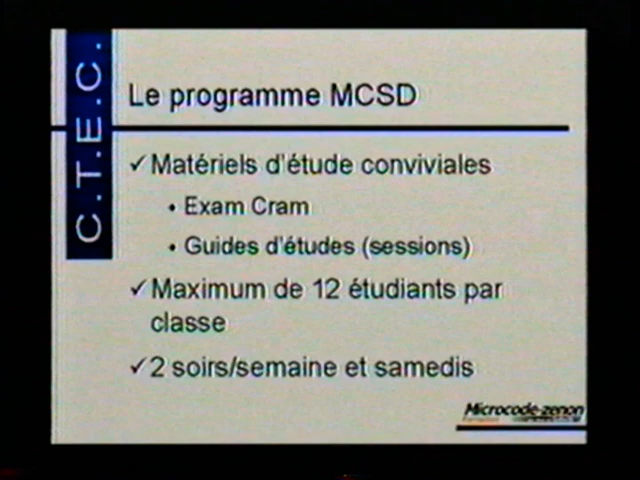 C.T.E.C.
Le programme MCSD
✓ Matériels d'étude conviviales
• Exam Cram
• Guides d'études (sessions)
✓ Maximum de 12 étudiants par
classe
✓ 2 soirs/semaine et samedis
Microcode-zenon